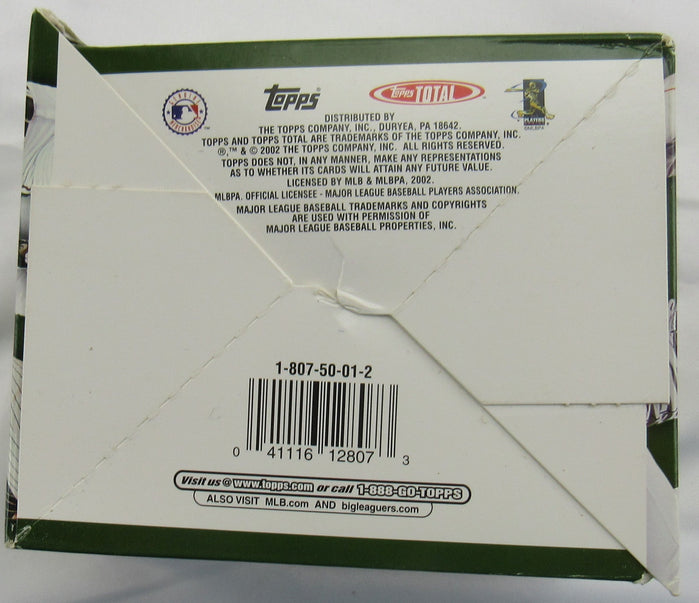 Topps®
Topps TOTAL
GENUINE MERCHANDISE ™
PLAYERS
©MLBPA
DISTRIBUTED BY
THE TOPPS COMPANY, INC., DURYEA, PA 18642.
TOPPS AND TOPPS TOTAL ARE TRADEMARKS OF THE TOPPS COMPANY, INC.
®,™ & © 2002 THE TOPPS COMPANY, INC. ALL RIGHTS RESERVED.
TOPPS DOES NOT, IN ANY MANNER, MAKE ANY REPRESENTATIONS
AS TO WHETHER ITS CARDS WILL ATTAIN ANY FUTURE VALUE.
LICENSED BY MLB & MLBPA, 2002.
MLBPA. OFFICIAL LICENSEE - MAJOR LEAGUE BASEBALL PLAYERS ASSOCIATION.
MAJOR LEAGUE BASEBALL TRADEMARKS AND COPYRIGHTS
ARE USED WITH PERMISSION OF
MAJOR LEAGUE BASEBALL PROPERTIES, INC.
1-807-50-01-2
0 41116 12807 3
Visit us @ www.topps.com or call 1-888-GO-TOPPS
ALSO VISIT MLB.com AND bigleaguers.com